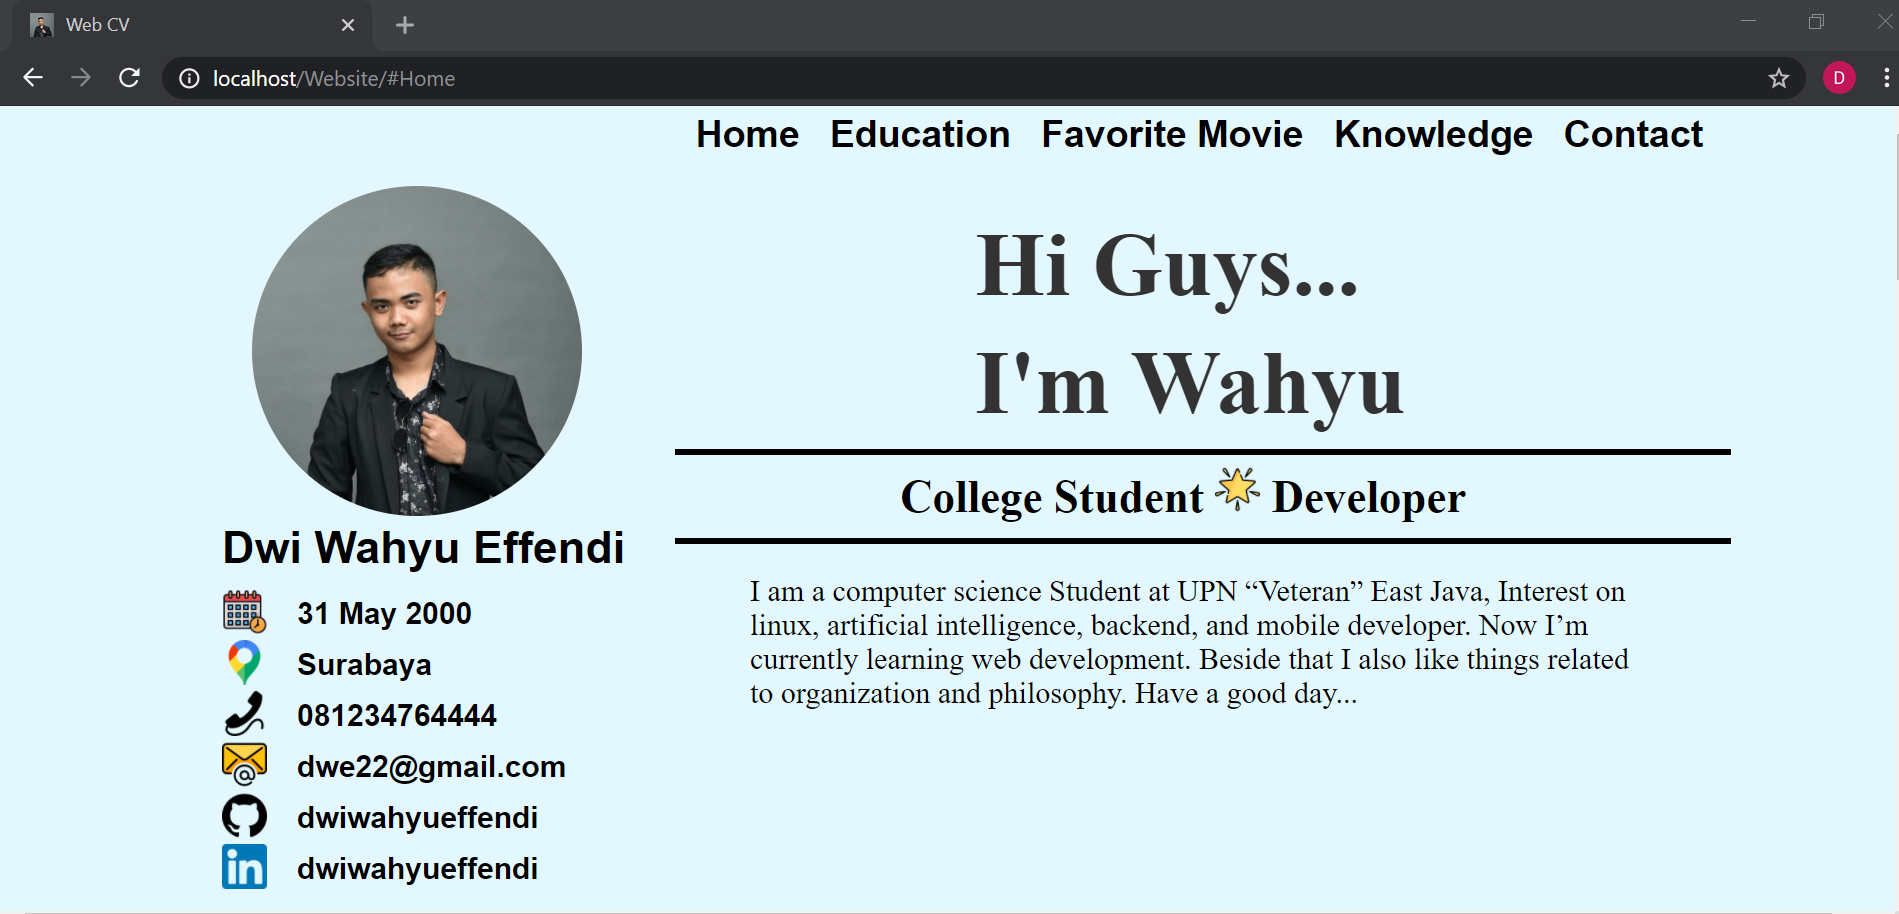 Web CV
localhost/Website/#Home
D
Home Education Favorite Movie Knowledge Contact
Hi Guys...
I'm Wahyu
College Student 🌟 Developer
I am a computer science Student at UPN “Veteran” East Java, Interest on
linux, artificial intelligence, backend, and mobile developer. Now I’m
currently learning web development. Beside that I also like things related
to organization and philosophy. Have a good day...
Dwi Wahyu Effendi
31 May 2000
Surabaya
081234764444
dwe22@gmail.com
dwiwahyueffendi
in dwiwahyueffendi